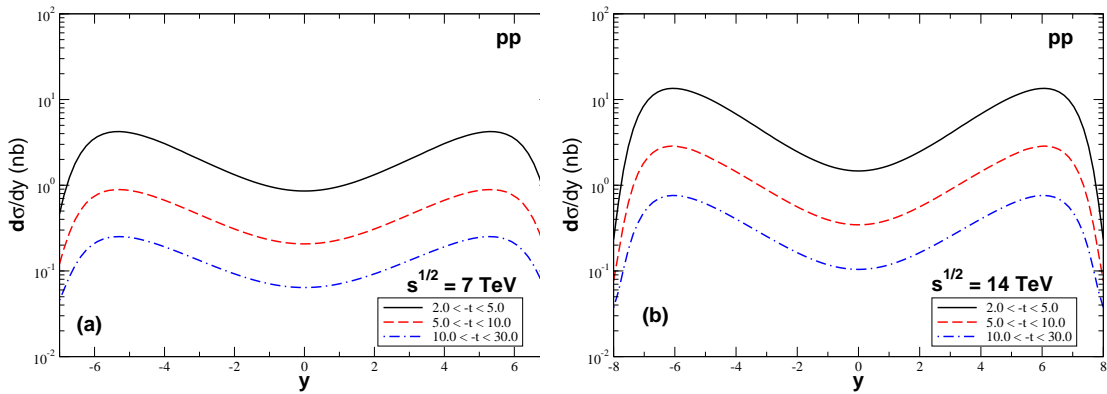 10^2
10^1
10^0
10^-1
10^-2
dσ/dy (nb)
pp
s^1/2 = 7 TeV
2.0 < -t < 5.0
5.0 < -t < 10.0
10.0 < -t < 30.0
(a)
-6 -4 -2 0 2 4 6
y
10^2
10^1
10^0
10^-1
10^-2
dσ/dy (nb)
pp
s^1/2 = 14 TeV
2.0 < -t < 5.0
5.0 < -t < 10.0
10.0 < -t < 30.0
(b)
-8 -6 -4 -2 0 2 4 6 8
y